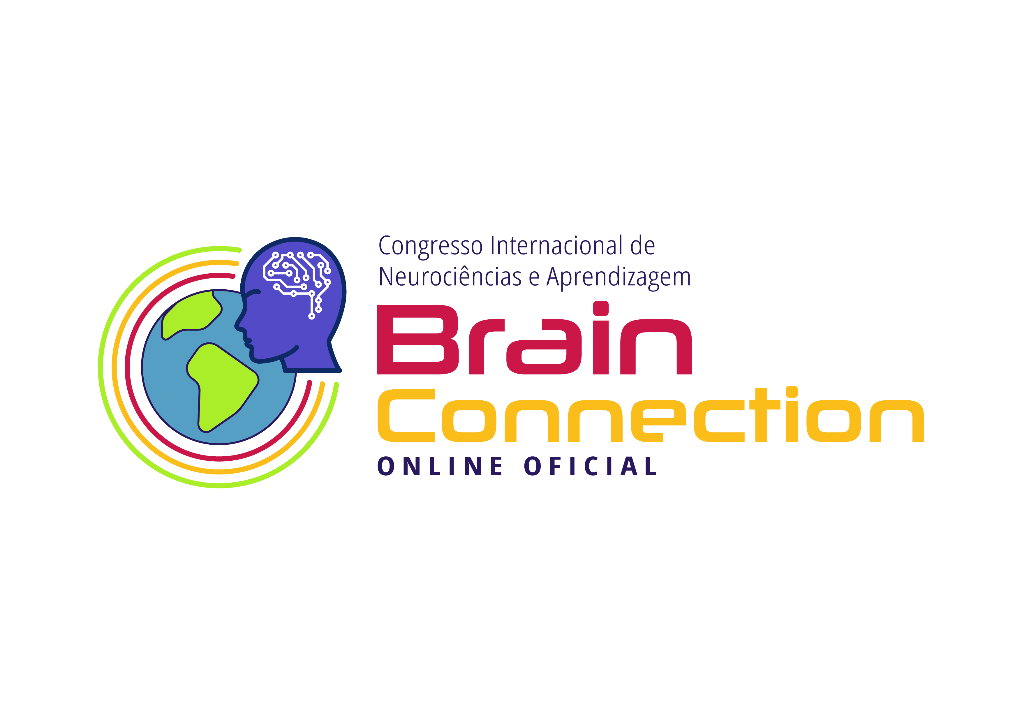 Congresso Internacional de
Neurociências e Aprendizagem
Brain
Connection
ONLINE OFICIAL